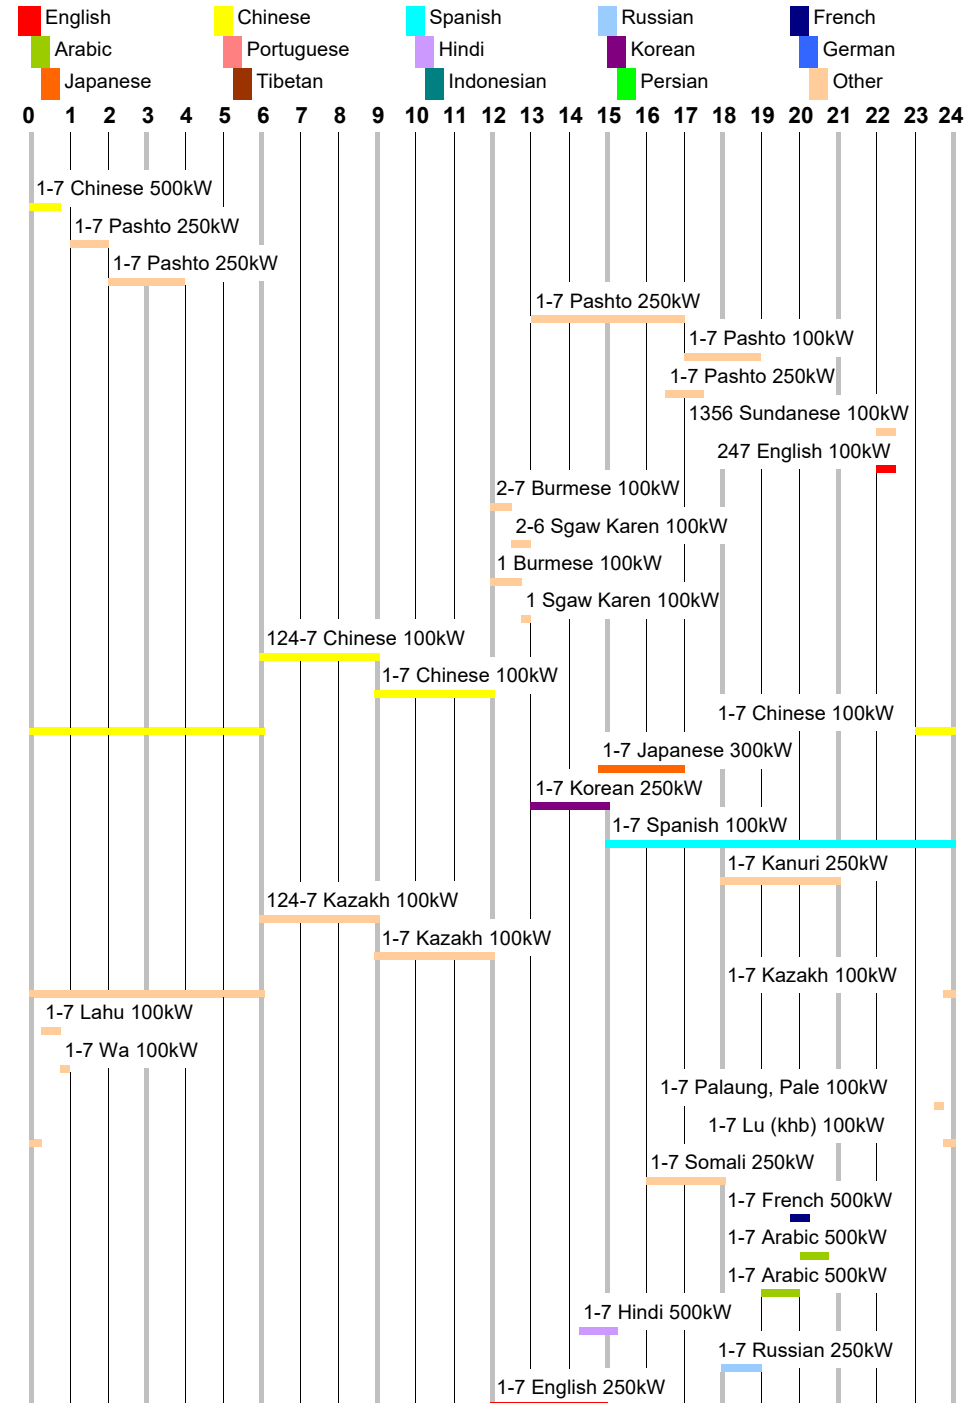 English Chinese Spanish Russian French
Arabic Portuguese Hindi Korean German
Japanese Tibetan Indonesian Persian Other
0 1 2 3 4 5 6 7 8 9 10 11 12 13 14 15 16 17 18 19 20 21 22 23 24
1-7 Chinese 500kW
1-7 Pashto 250kW
1-7 Pashto 250kW
1-7 Pashto 250kW
1-7 Pashto 100kW
1-7 Pashto 250kW
1356 Sundanese 100kW
247 English 100kW
2-7 Burmese 100kW
2-6 Sgaw Karen 100kW
1 Burmese 100kW
1 Sgaw Karen 100kW
124-7 Chinese 100kW
1-7 Chinese 100kW
1-7 Chinese 100kW
1-7 Japanese 300kW
1-7 Korean 250kW
1-7 Spanish 100kW
1-7 Kanuri 250kW
124-7 Kazakh 100kW
1-7 Kazakh 100kW
1-7 Kazakh 100kW
1-7 Lahu 100kW
1-7 Wa 100kW
1-7 Palaung, Pale 100kW
1-7 Lu (khb) 100kW
1-7 Somali 250kW
1-7 French 500kW
1-7 Arabic 500kW
1-7 Arabic 500kW
1-7 Hindi 500kW
1-7 Russian 250kW
1-7 English 250kW